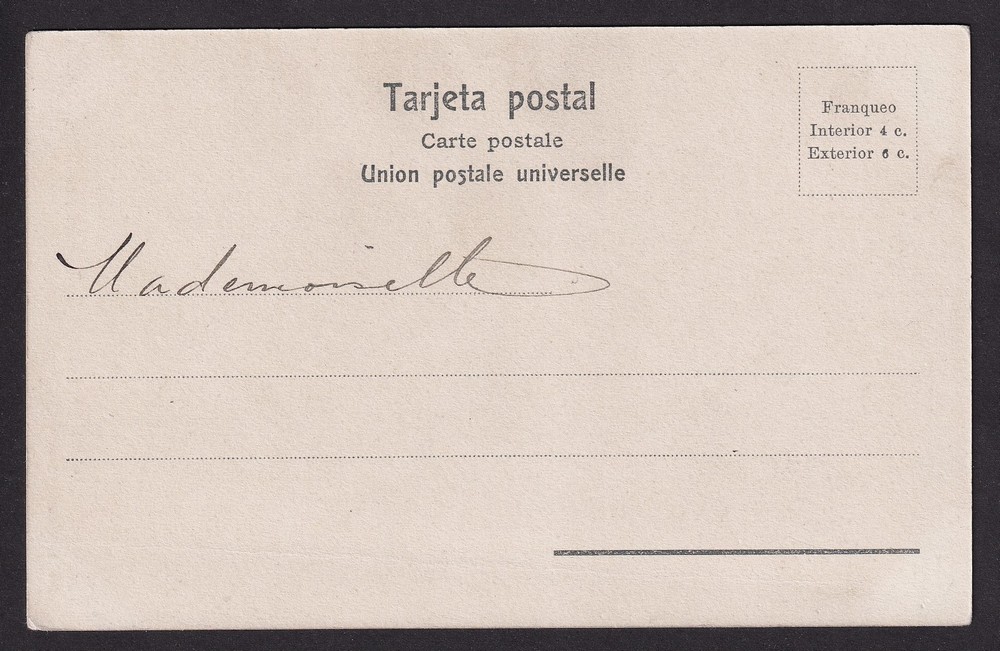 Tarjeta postal
Carte postale
Union postale universelle
Franqueo
Interior 4 c.
Exterior 6 c.
Mademoiselle